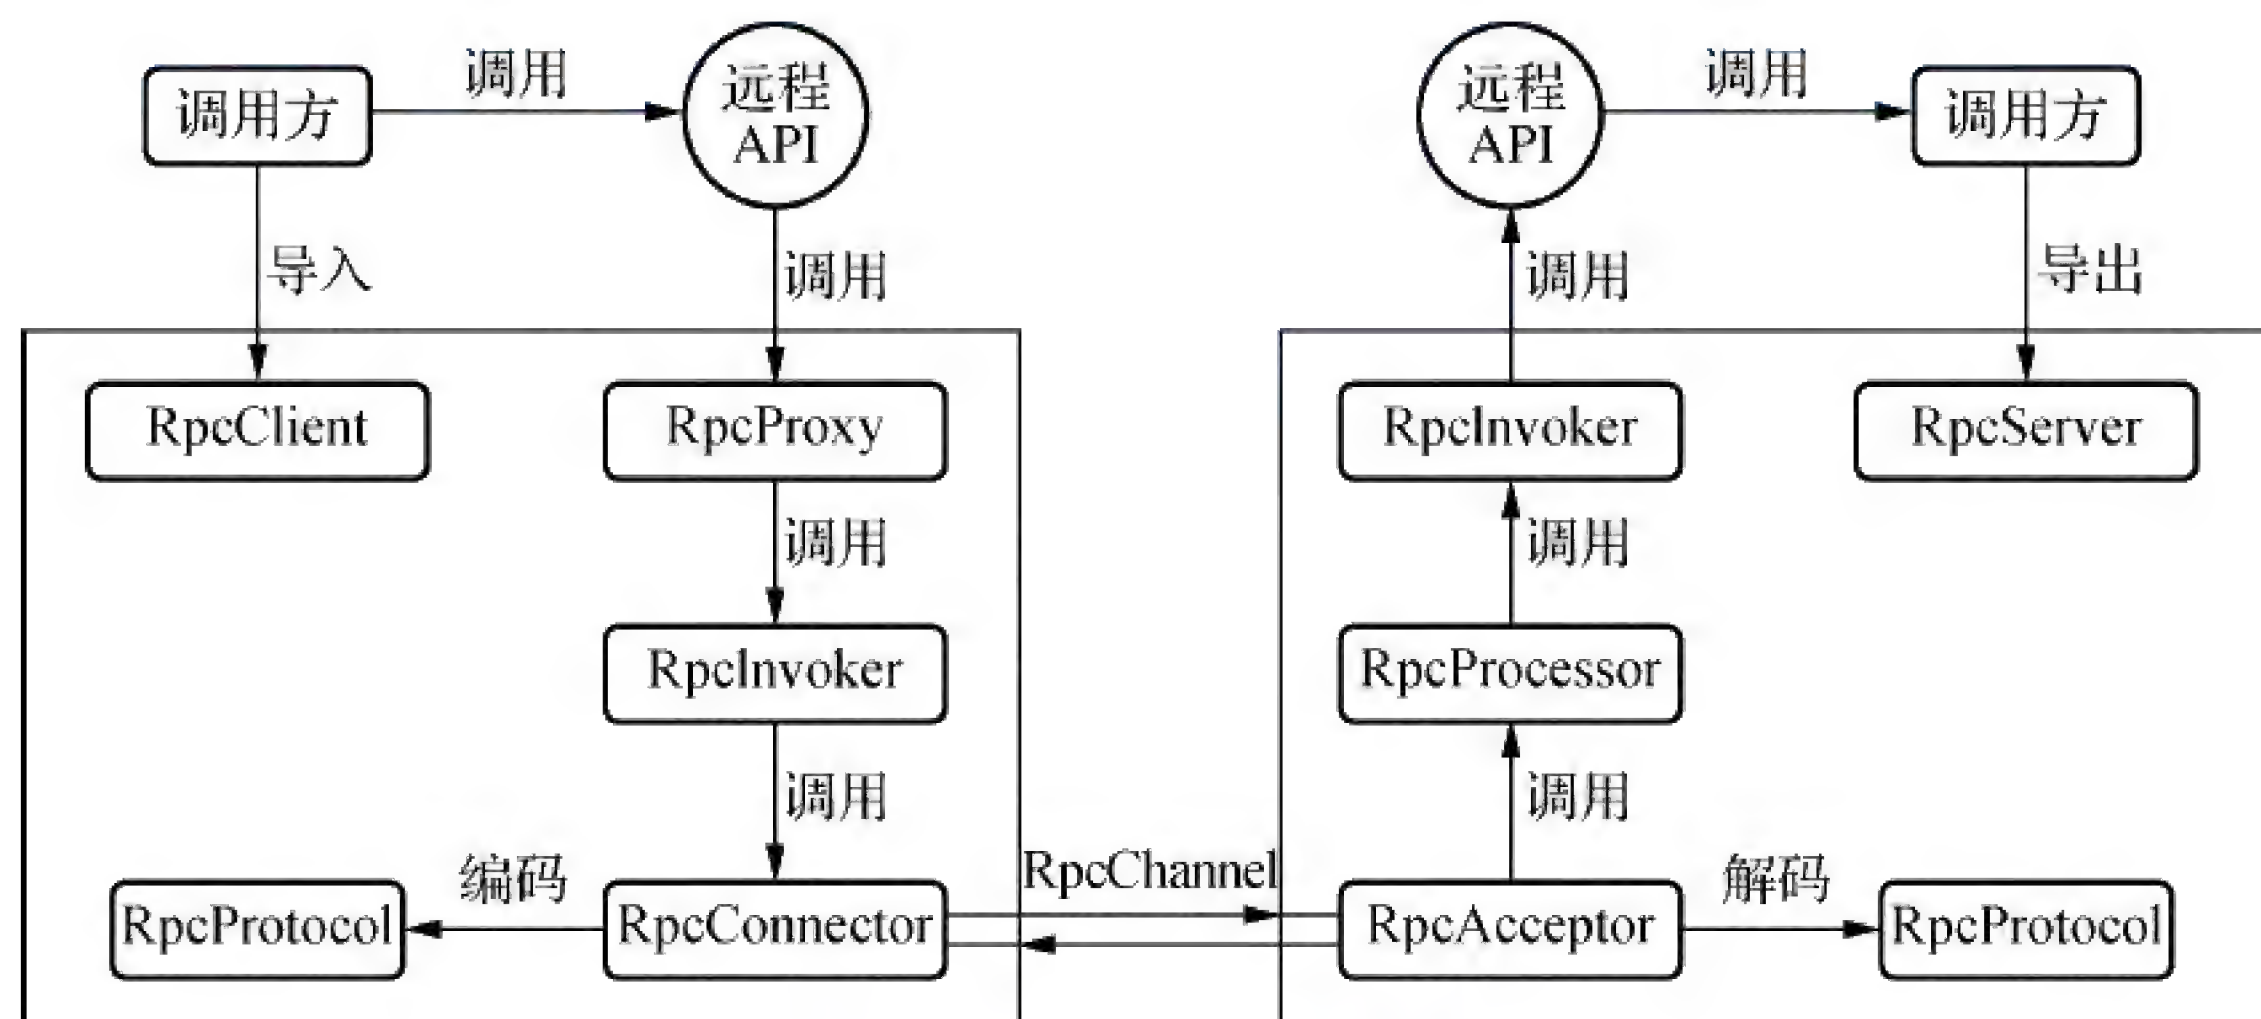 调用
调用
调用方
远程
API
远程
API
调用方
导入
调用
调用
导出
RpcClient
RpcProxy
RpcInvoker
RpcServer
调用
调用
RpcInvoker
RpcProcessor
调用
调用
编码
RpcChannel
解码
RpcProtocol
RpcConnector
RpcAcceptor
RpcProtocol